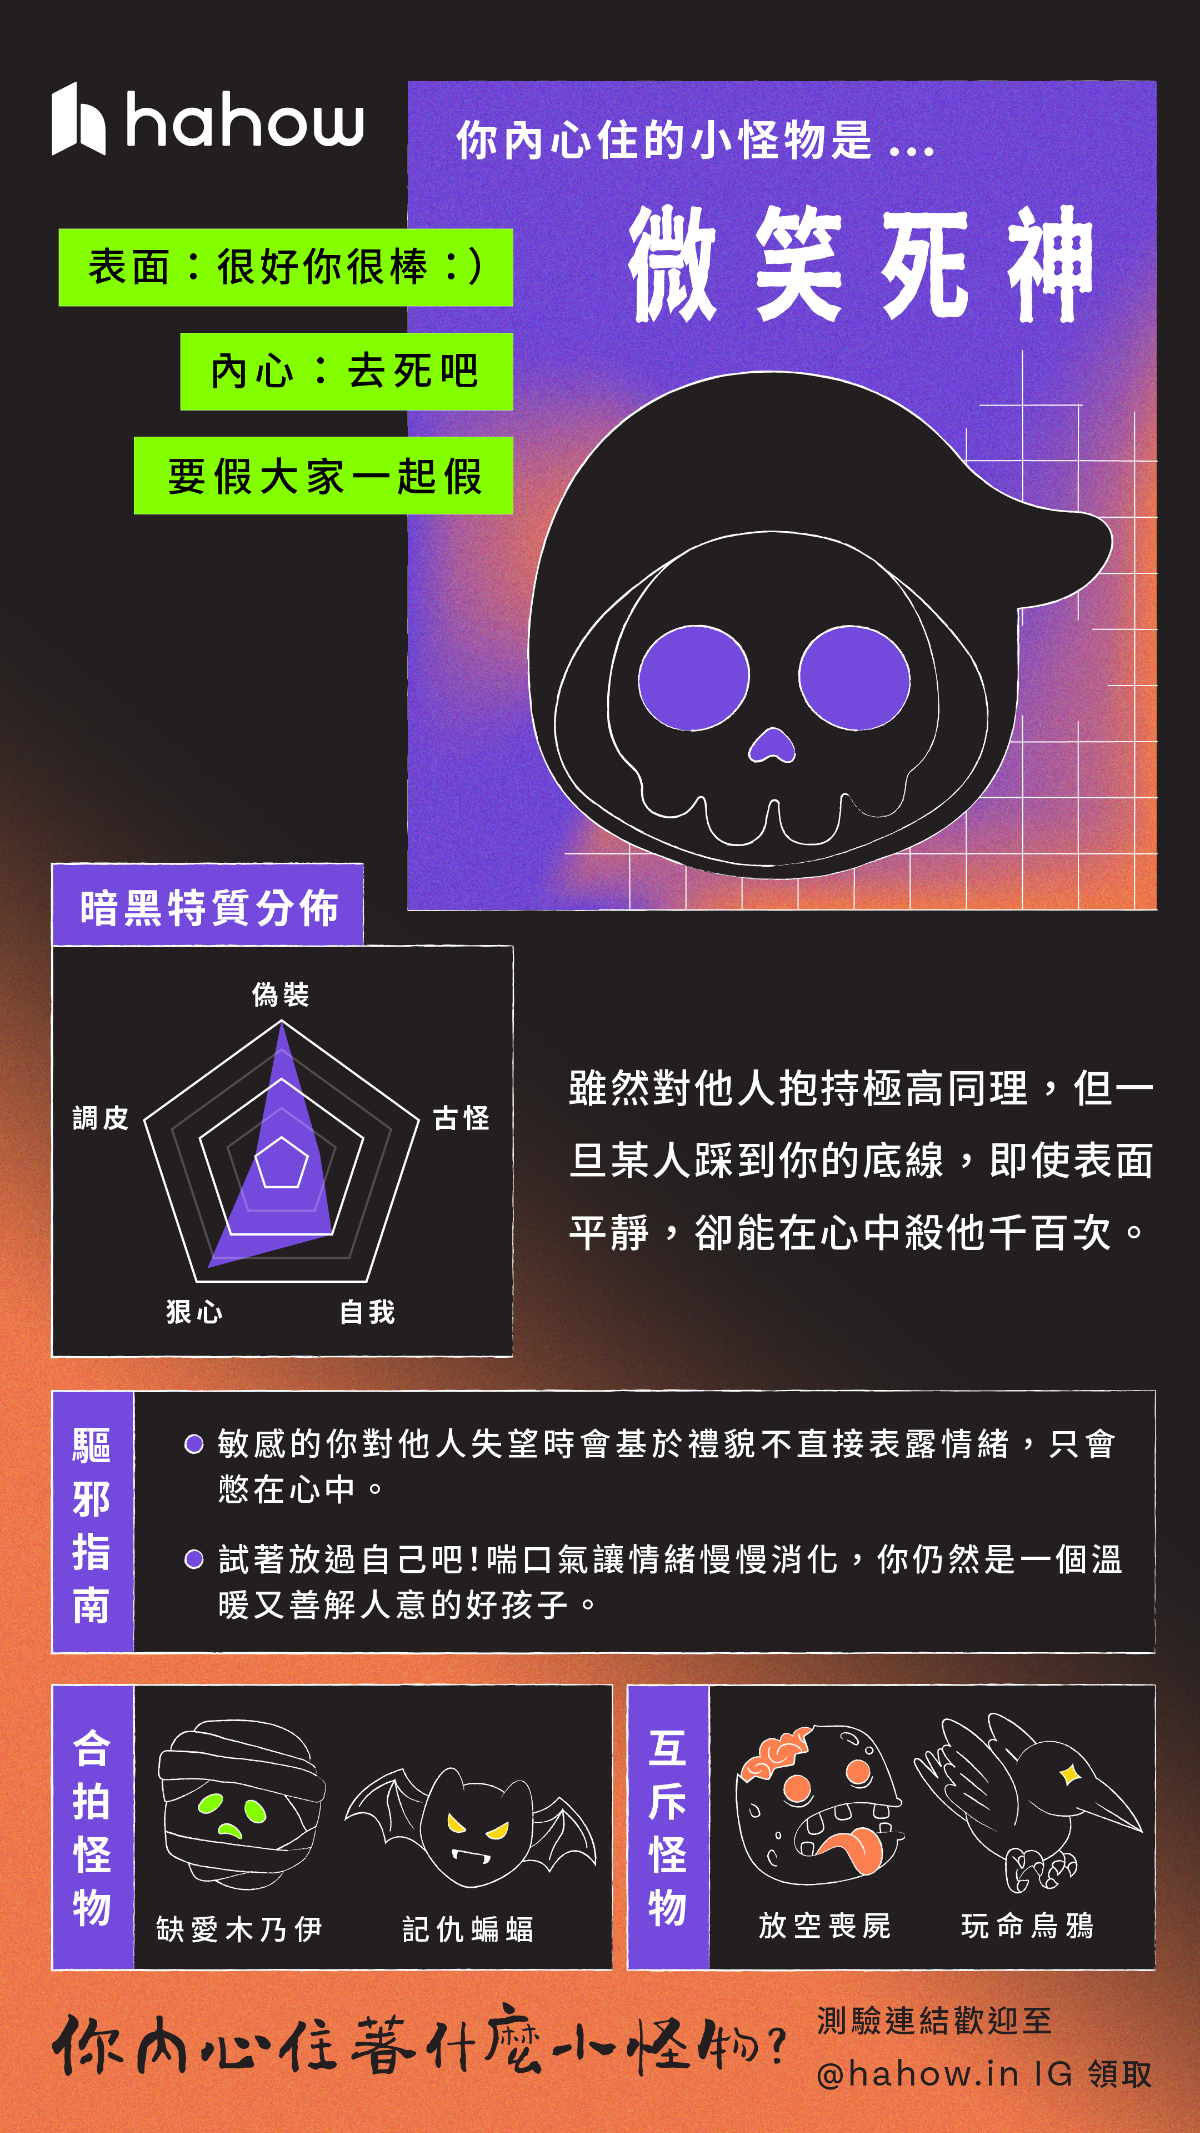 hahow
你內心住的小怪物是 ...
微笑死神
表面：很好你很棒：）
內心：去死吧
要假大家一起假
暗黑特質分佈
偽裝
調皮
古怪
狠心
自我
雖然對他人抱持極高同理，但一
旦某人踩到你的底線，即使表面
平靜，卻能在心中殺他千百次。
驅邪指南
敏感的你對他人失望時會基於禮貌不直接表露情緒，只會
憋在心中。
試著放過自己吧！喘口氣讓情緒慢慢消化，你仍然是一個溫
暖又善解人意的好孩子。
合拍怪物
缺愛木乃伊
記仇蝙蝠
互斥怪物
放空喪屍
玩命烏鴉
你內心住著什麼小怪物？
測驗連結歡迎至
@hahow.in IG 領取